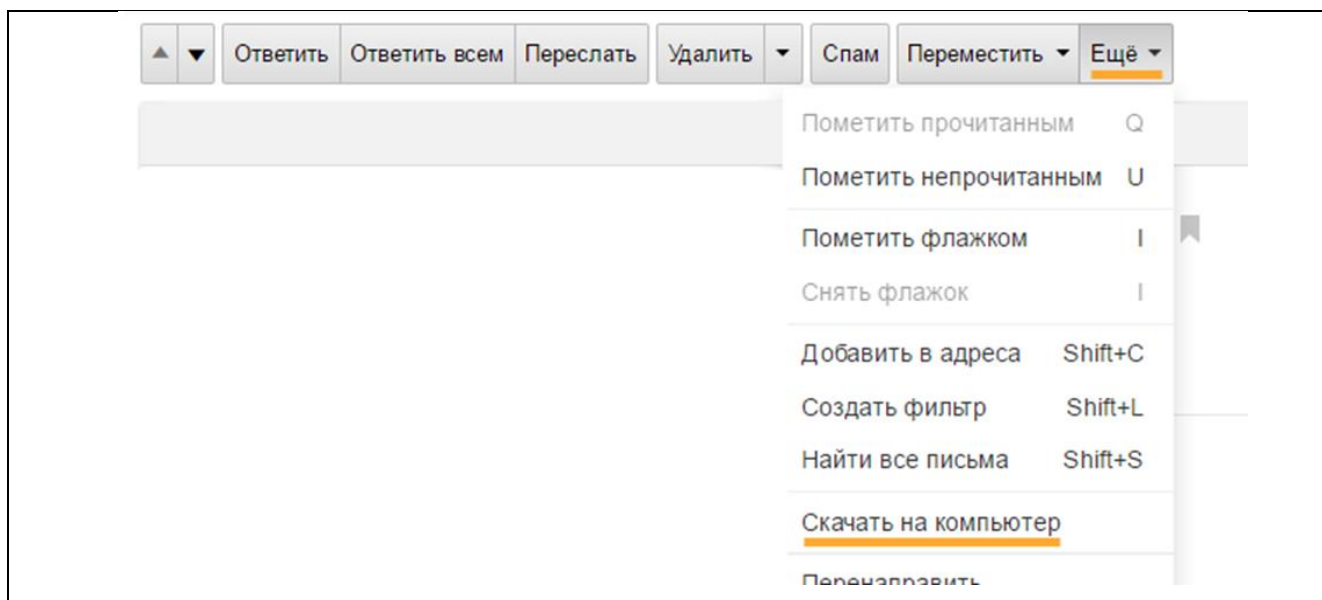 Ответить Ответить всем Переслать Удалить Спам Переместить Ещё
Пометить прочитанным Q
Пометить непрочитанным U
Пометить флажком I
Снять флажок I
Добавить в адреса Shift+C
Создать фильтр Shift+L
Найти все письма Shift+S
Скачать на компьютер
Перенаправить